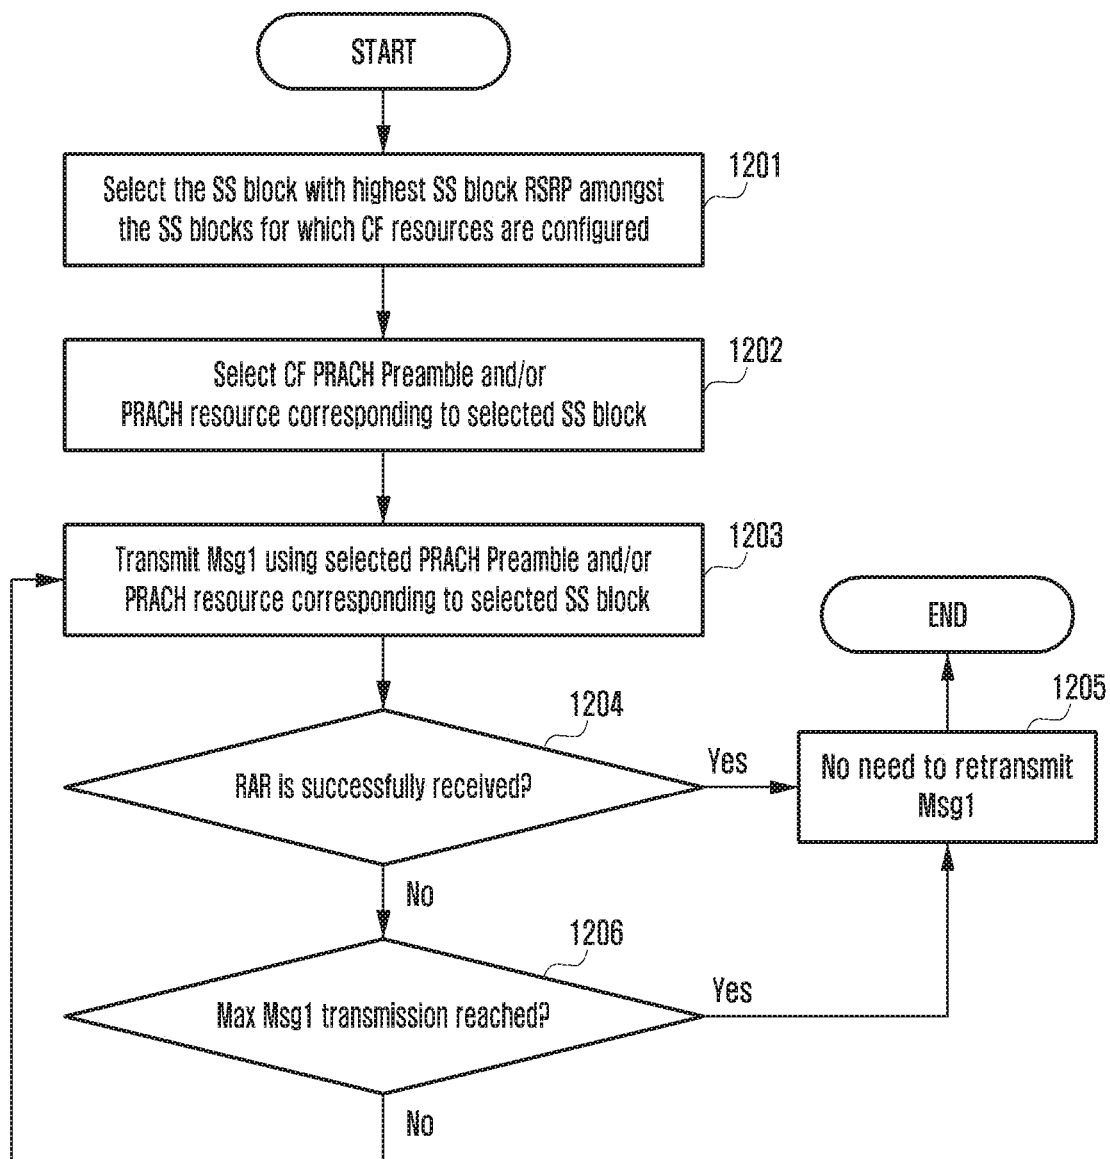 START
1201
Select the SS block with highest SS block RSRP amongst
the SS blocks for which CF resources are configured
1202
Select CF PRACH Preamble and/or
PRACH resource corresponding to selected SS block
1203
Transmit Msg1 using selected PRACH Preamble and/or
PRACH resource corresponding to selected SS block
END
1204
1205
RAR is successfully received?
Yes
No need to retransmit
Msg1
No
1206
Max Msg1 transmission reached?
Yes
No